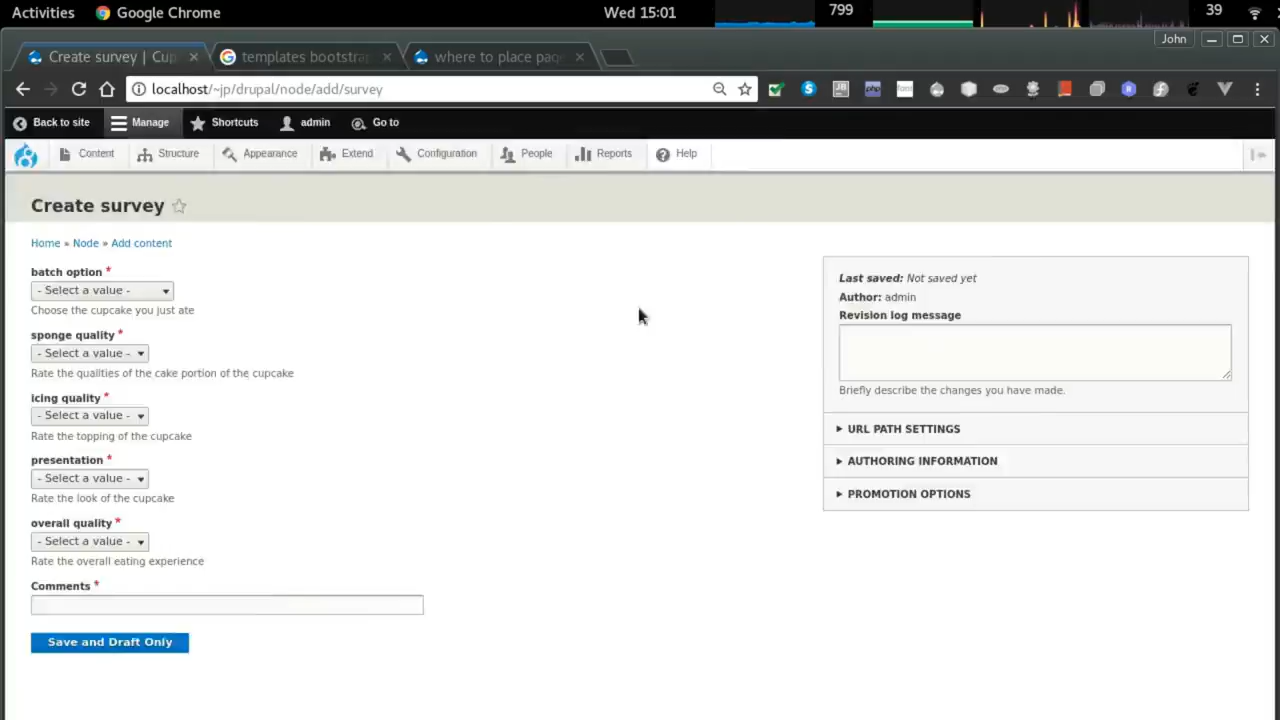 Activities Google Chrome Wed 15:01 799 39
John
Create survey | Cup templates bootstrap where to place page
localhost/~jp/drupal/node/add/survey
Back to site Manage Shortcuts admin Go to
Content Structure Appearance Extend Configuration People Reports Help
Create survey
Home » Node » Add content
batch option *
- Select a value -
Choose the cupcake you just ate
sponge quality *
- Select a value -
Rate the qualities of the cake portion of the cupcake
icing quality *
- Select a value -
Rate the topping of the cupcake
presentation *
- Select a value -
Rate the look of the cupcake
overall quality *
- Select a value -
Rate the overall eating experience
Comments *
Save and Draft Only
Last saved: Not saved yet
Author: admin
Revision log message
Briefly describe the changes you have made.
URL PATH SETTINGS
AUTHORING INFORMATION
PROMOTION OPTIONS